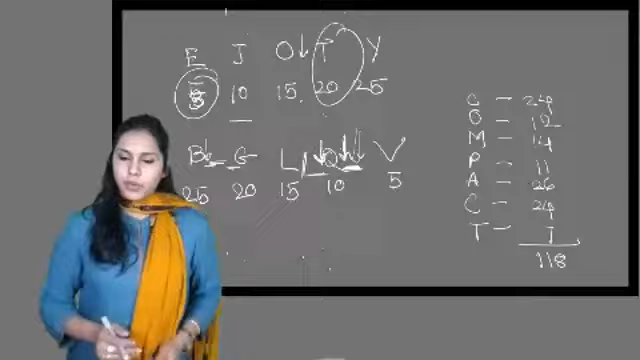 E J O T Y
5 10 15 20 25
B G L Q V
25 20 15 10 5
C - 24
O - 12
M - 14
P - 11
A - 26
C - 24
T - 7
118